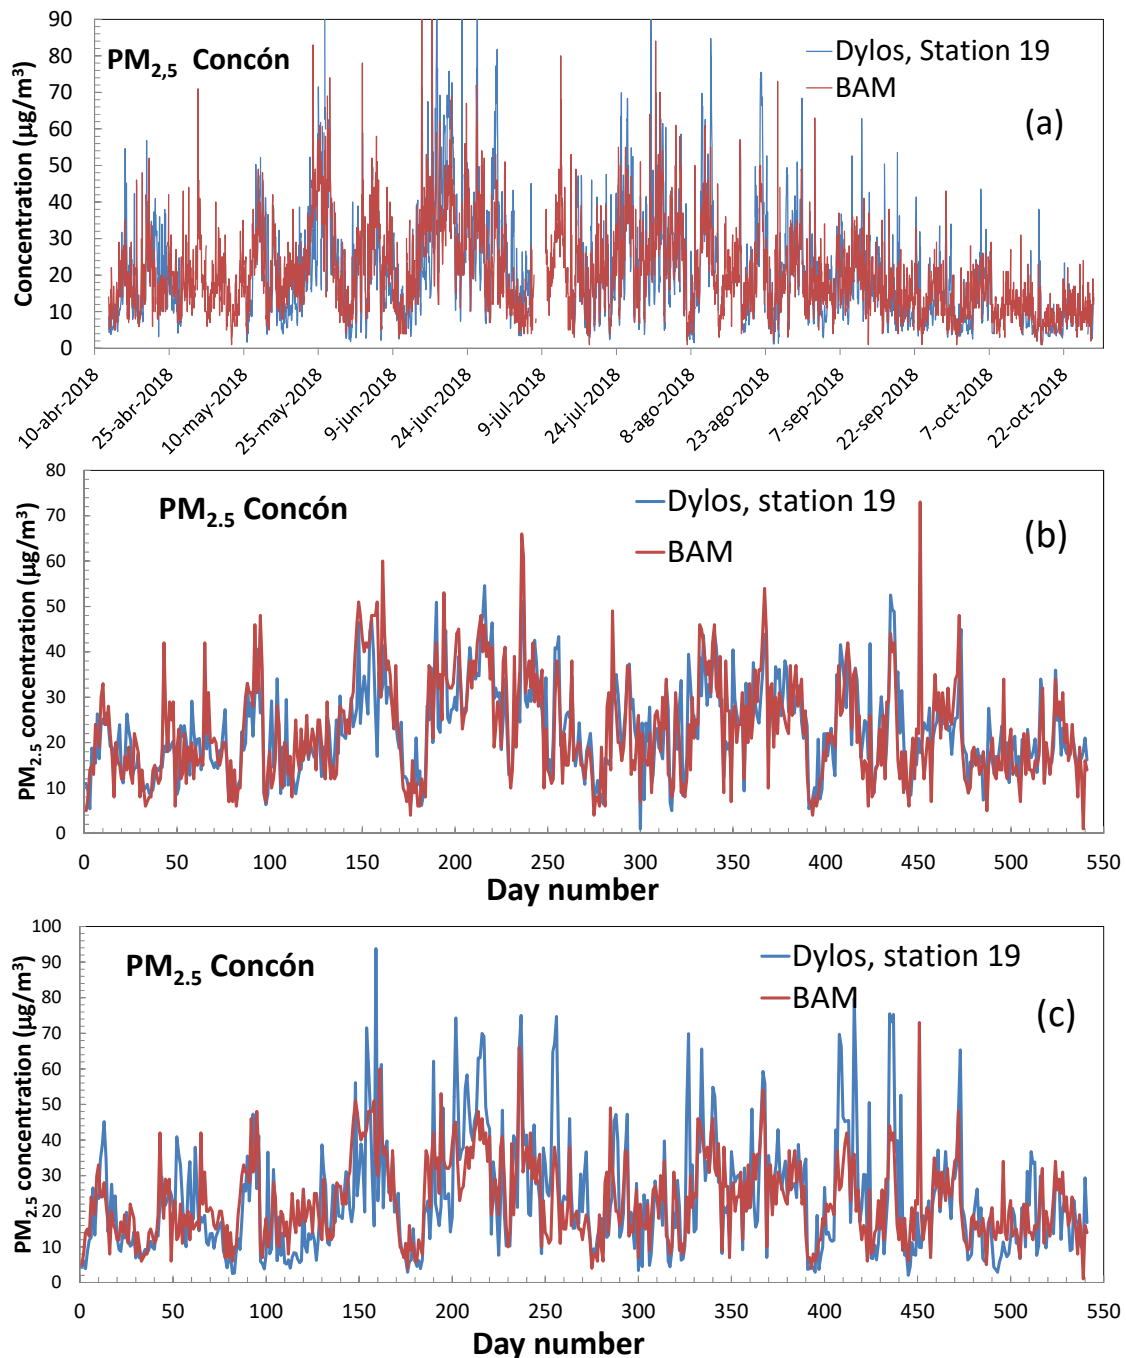 PM2,5 Concón
Dylos, Station 19
BAM
(a)
Concentration (µg/m³)
90
80
70
60
50
40
30
20
10
0
10-abr-2018
25-abr-2018
10-may-2018
25-may-2018
9-jun-2018
24-jun-2018
9-jul-2018
24-jul-2018
8-ago-2018
23-ago-2018
7-sep-2018
22-sep-2018
7-oct-2018
22-oct-2018
PM2.5 Concón
Dylos, station 19
BAM
(b)
PM2.5 concentration (µg/m³)
80
70
60
50
40
30
20
10
0
0 50 100 150 200 250 300 350 400 450 500 550
Day number
PM2.5 Concón
Dylos, station 19
BAM
(c)
PM2.5 concentration (µg/m³)
100
90
80
70
60
50
40
30
20
10
0
0 50 100 150 200 250 300 350 400 450 500 550
Day number